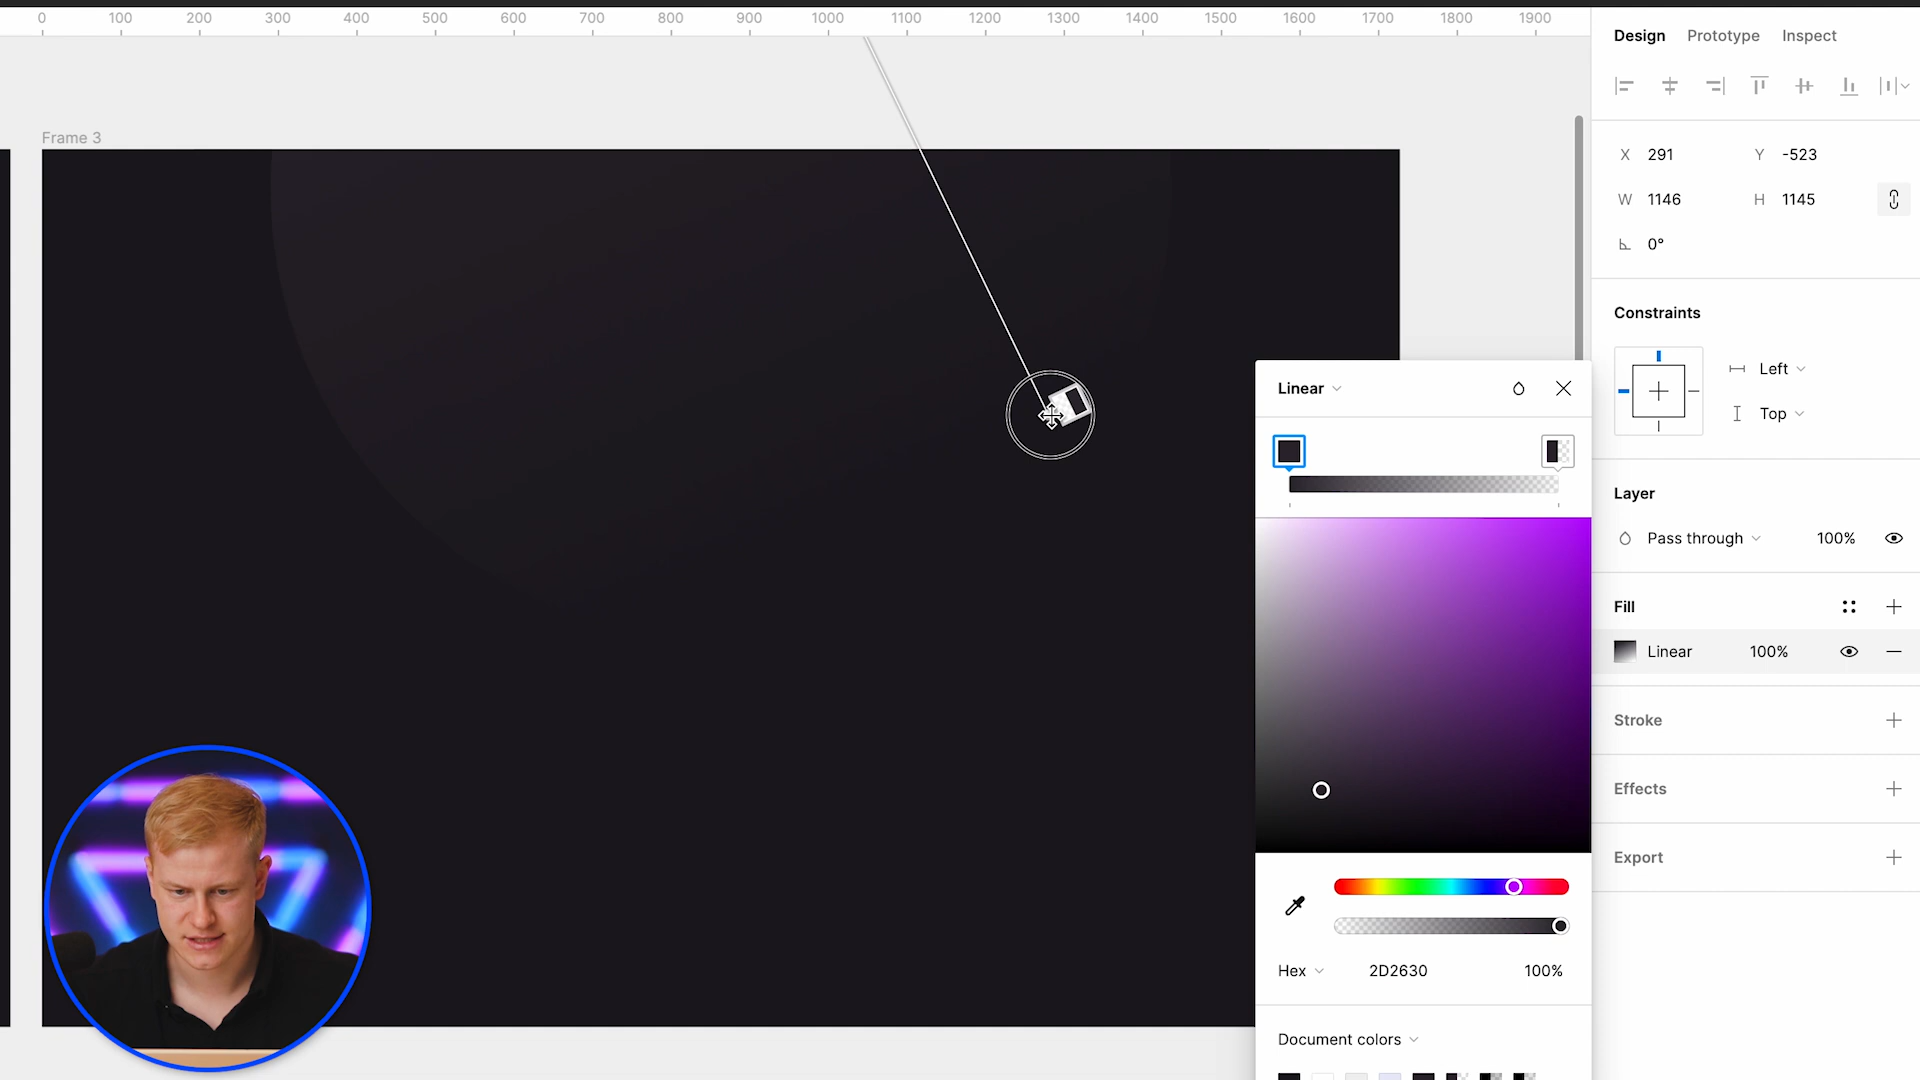 0 100 200 300 400 500 600 700 800 900 1000 1100 1200 1300 1400 1500 1600 1700 1800 1900
Frame 3
Design Prototype Inspect
X 291 Y -523
W 1146 H 1145
0°
Constraints
Left
Top
Layer
Pass through 100%
Fill
Linear 100%
Stroke
Effects
Export
Linear
Hex 2D2630 100%
Document colors